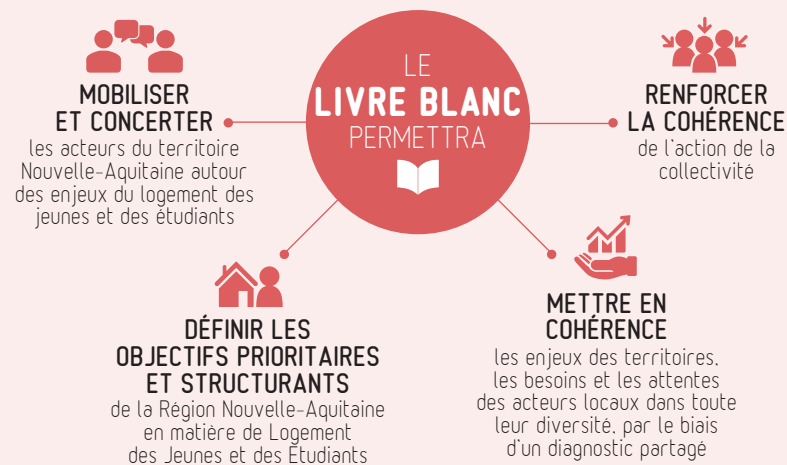 LE
LIVRE BLANC
PERMETTRA
MOBILISER
ET CONCERTER
les acteurs du territoire
Nouvelle-Aquitaine autour
des enjeux du logement des
jeunes et des étudiants
RENFORCER
LA COHÉRENCE
de l'action de la
collectivité
DÉFINIR LES
OBJECTIFS PRIORITAIRES
ET STRUCTURANTS
de la Région Nouvelle-Aquitaine
en matière de Logement
des Jeunes et des Étudiants
METTRE EN
COHÉRENCE
les enjeux des territoires,
les besoins et les attentes
des acteurs locaux dans toute
leur diversité, par le biais
d'un diagnostic partagé